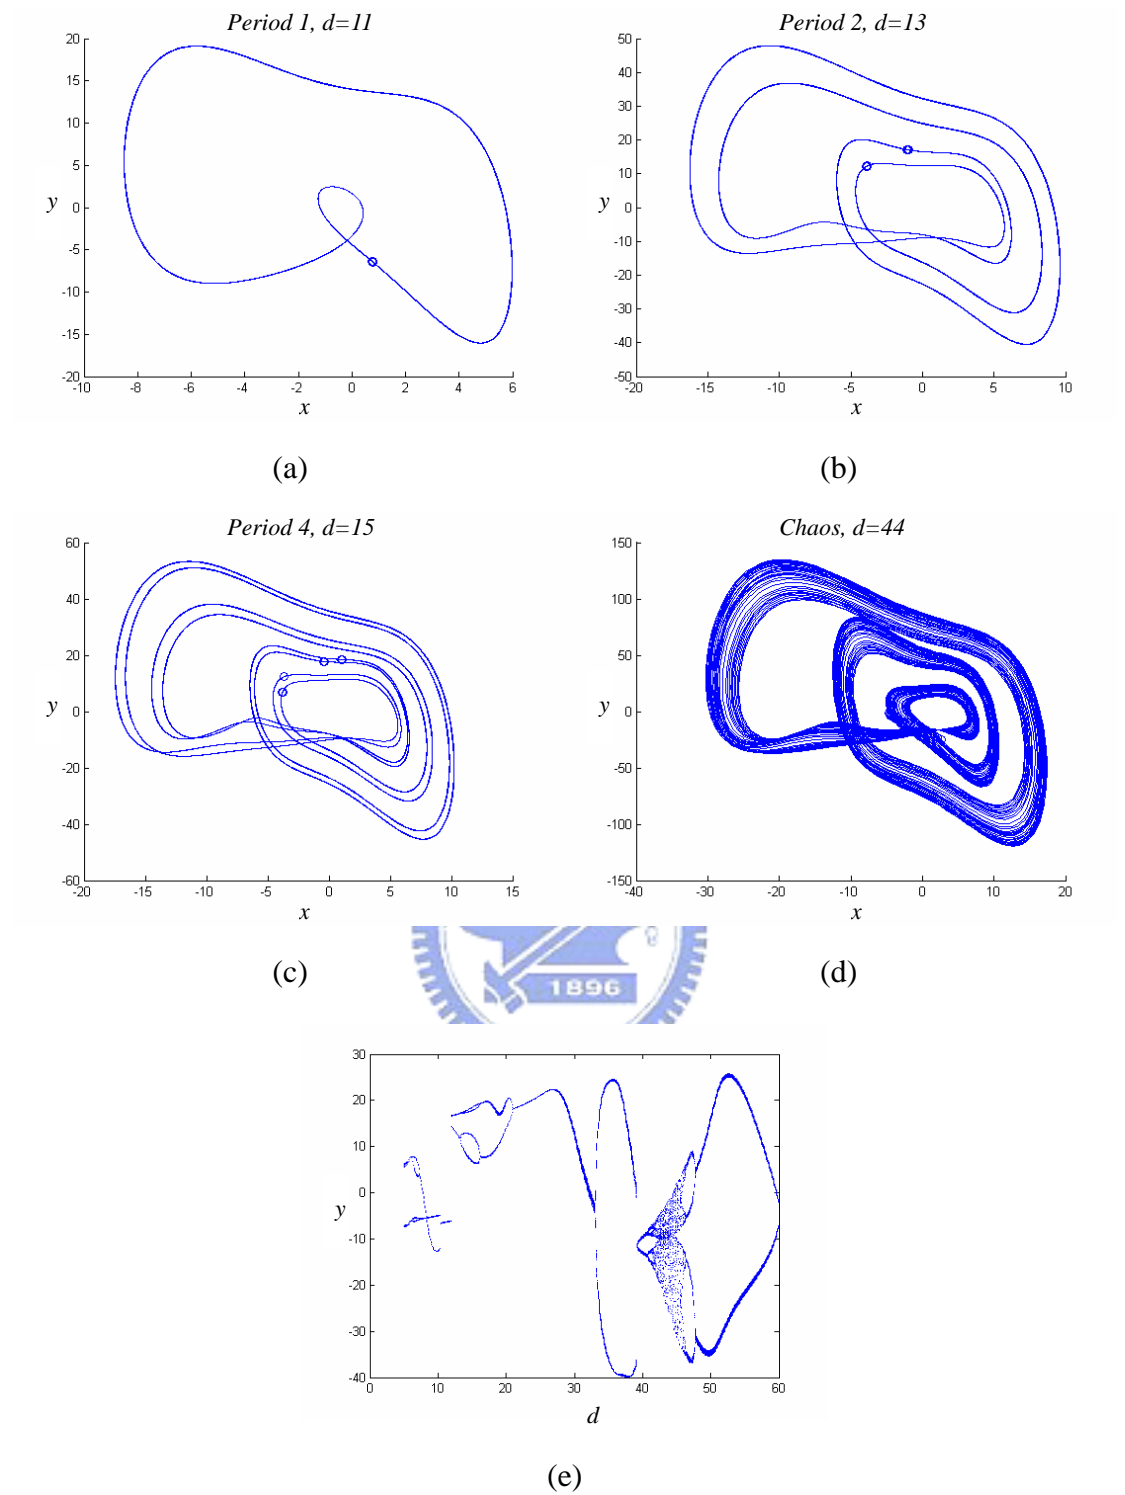 Period 1, d=11
20
15
10
5
0
-5
-10
-15
-20
y
-10 -8 -6 -4 -2 0 2 4 6
x
(a)
Period 2, d=13
50
40
30
20
10
0
-10
-20
-30
-40
-50
y
-20 -15 -10 -5 0 5 10
x
(b)
Period 4, d=15
60
40
20
0
-20
-40
-60
y
-20 -15 -10 -5 0 5 10 15
x
(c)
Chaos, d=44
150
100
50
0
-50
-100
-150
y
-40 -30 -20 -10 0 10 20
x
(d)
1896
30
20
10
0
-10
-20
-30
-40
y
0 10 20 30 40 50 60
d
(e)